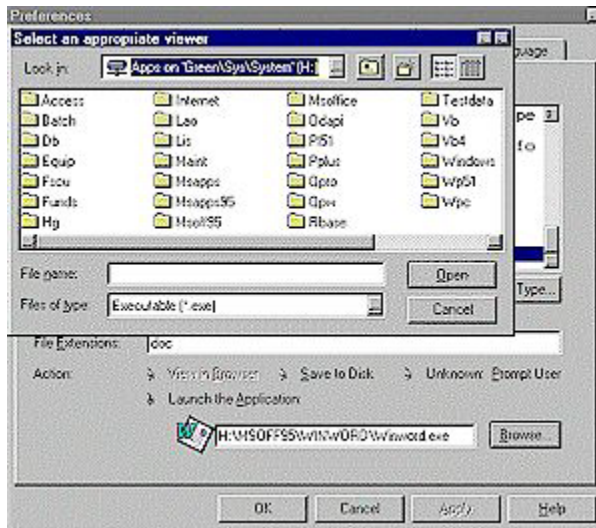 Preferences
Select an appropriate viewer
Look in: Apps on "Green\Sys\System" (H:)
Access Internet Msoffice Testdata
Batch Lao Odapi Vb
Db Lis Pl51 Vb4
Equip Maint Pplus Windows
Msapps Qpro Wp51
Funds Msapps95 Qpw Wpc
Hg Msoff95 Rbase
File name: Open
Files of type: Executable (*.exe) Type...
Cancel
File Extensions: doc
Action: View in Browser Save to Disk Unknown: Prompt User
Launch the Application:
H:\MSOFF95\WINWORD\Winword.exe Browse...
OK Cancel Apply Help